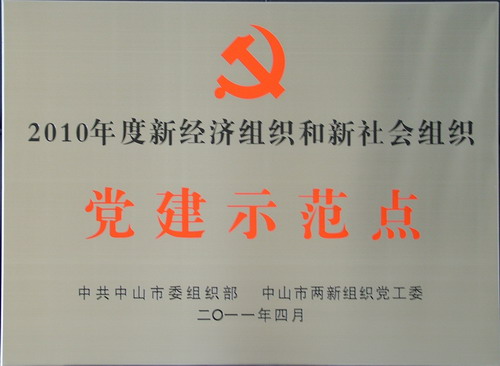 2010年度新经济组织和新社会组织
党建示范点
中共中山市委组织部 中山市两新组织党工委
二〇一一年四月